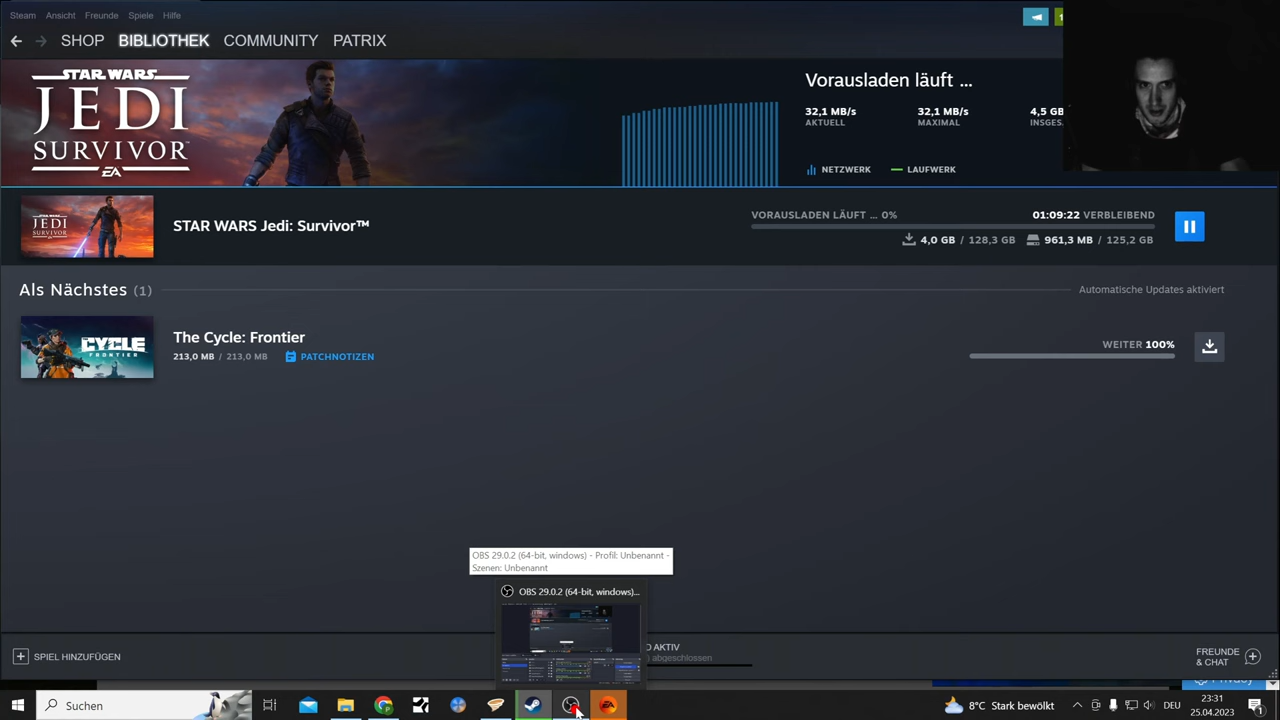 Steam Ansicht Freunde Spiele Hilfe
SHOP BIBLIOTHEK COMMUNITY PATRIX
STAR WARS
JEDI
SURVIVOR
EA
Vorausladen läuft ...
32,1 MB/s 32,1 MB/s 4,5 GB
AKTUELL MAXIMAL INSGES.
NETZWERK LAUFWERK
JEDI
SURVIVOR
STAR WARS Jedi: Survivor™
VORAUSLADEN LÄUFT ... 0% 01:09:22 VERBLEIBEND
4,0 GB / 128,3 GB 961,3 MB / 125,2 GB
Als Nächstes (1) Automatische Updates aktiviert
CYCLE
FRONTIER
The Cycle: Frontier
213,0 MB / 213,0 MB PATCHNOTIZEN
WEITER 100%
OBS 29.0.2 (64-bit, windows) - Profil: Unbenannt -
Szenen: Unbenannt
OBS 29.0.2 (64-bit, windows)...
SPIEL HINZUFÜGEN
AKTIV
abgeschlossen
FREUNDE
& CHAT
Suchen
EA
8°C Stark bewölkt
DEU
23:31
25.04.2023
1